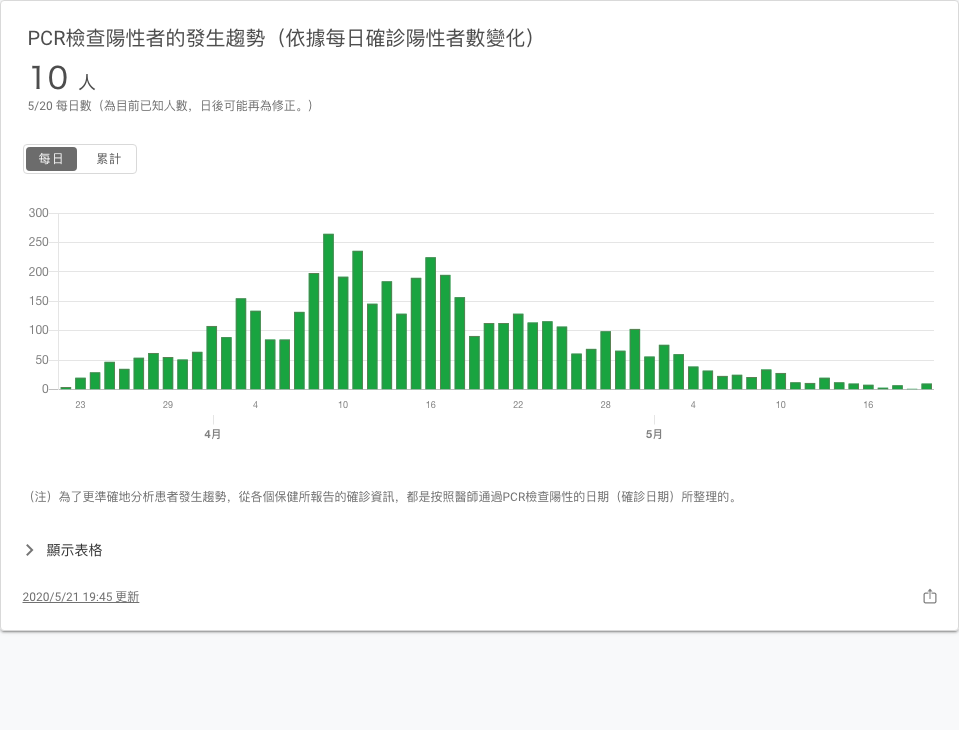 PCR檢查陽性者的發生趨勢（依據每日確診陽性者數變化）
10 人
5/20 每日數（為目前已知人數，日後可能再為修正。）
每日 累計
300
250
200
150
100
50
0
23 29 4 10 16 22 28 4 10 16
4月 5月
（注）為了更準確地分析患者發生趨勢，從各個保健所報告的確診資訊，都是按照醫師通過PCR檢查陽性的日期（確診日期）所整理的。
顯示表格
2020/5/21 19:45 更新